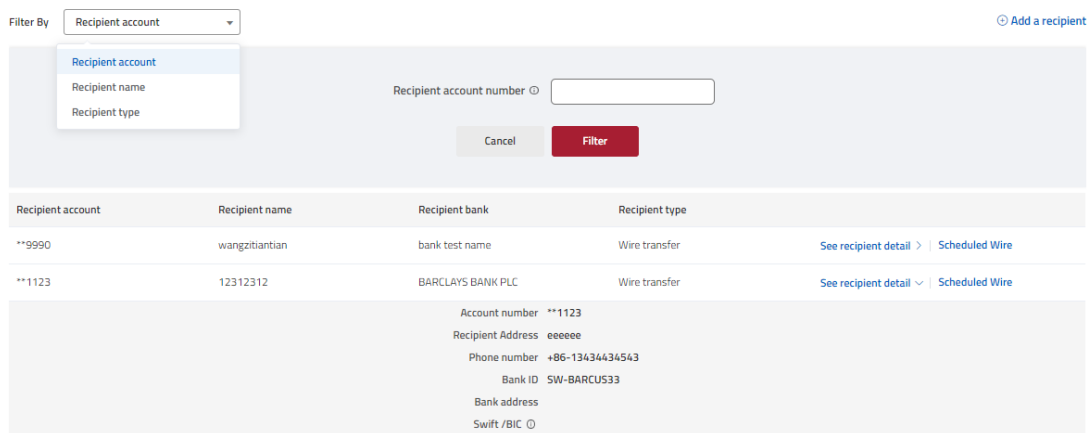 Filter By Recipient account Add a recipient
Recipient account
Recipient name
Recipient type
Recipient account number
Cancel Filter
Recipient account Recipient name Recipient bank Recipient type
**9990 wangzitiantian bank test name Wire transfer See recipient detail Scheduled Wire
**1123 12312312 BARCLAYS BANK PLC Wire transfer See recipient detail Scheduled Wire
Account number **1123
Recipient Address eeeeee
Phone number +86-13434434543
Bank ID SW-BARCUS33
Bank address
Swift /BIC